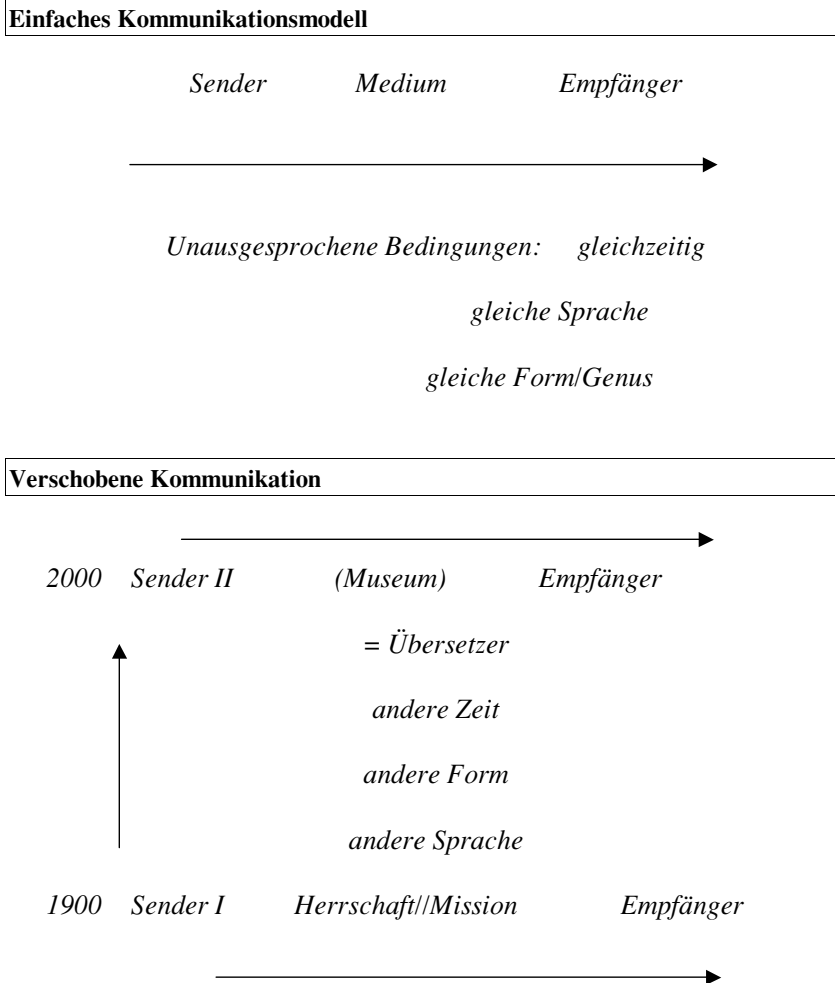 Einfaches Kommunikationsmodell
Sender Medium Empfänger
Unausgesprochene Bedingungen: gleichzeitig
gleiche Sprache
gleiche Form/Genus
Verschobene Kommunikation
2000 Sender II (Museum) Empfänger
= Übersetzer
andere Zeit
andere Form
andere Sprache
1900 Sender I Herrschaft//Mission Empfänger